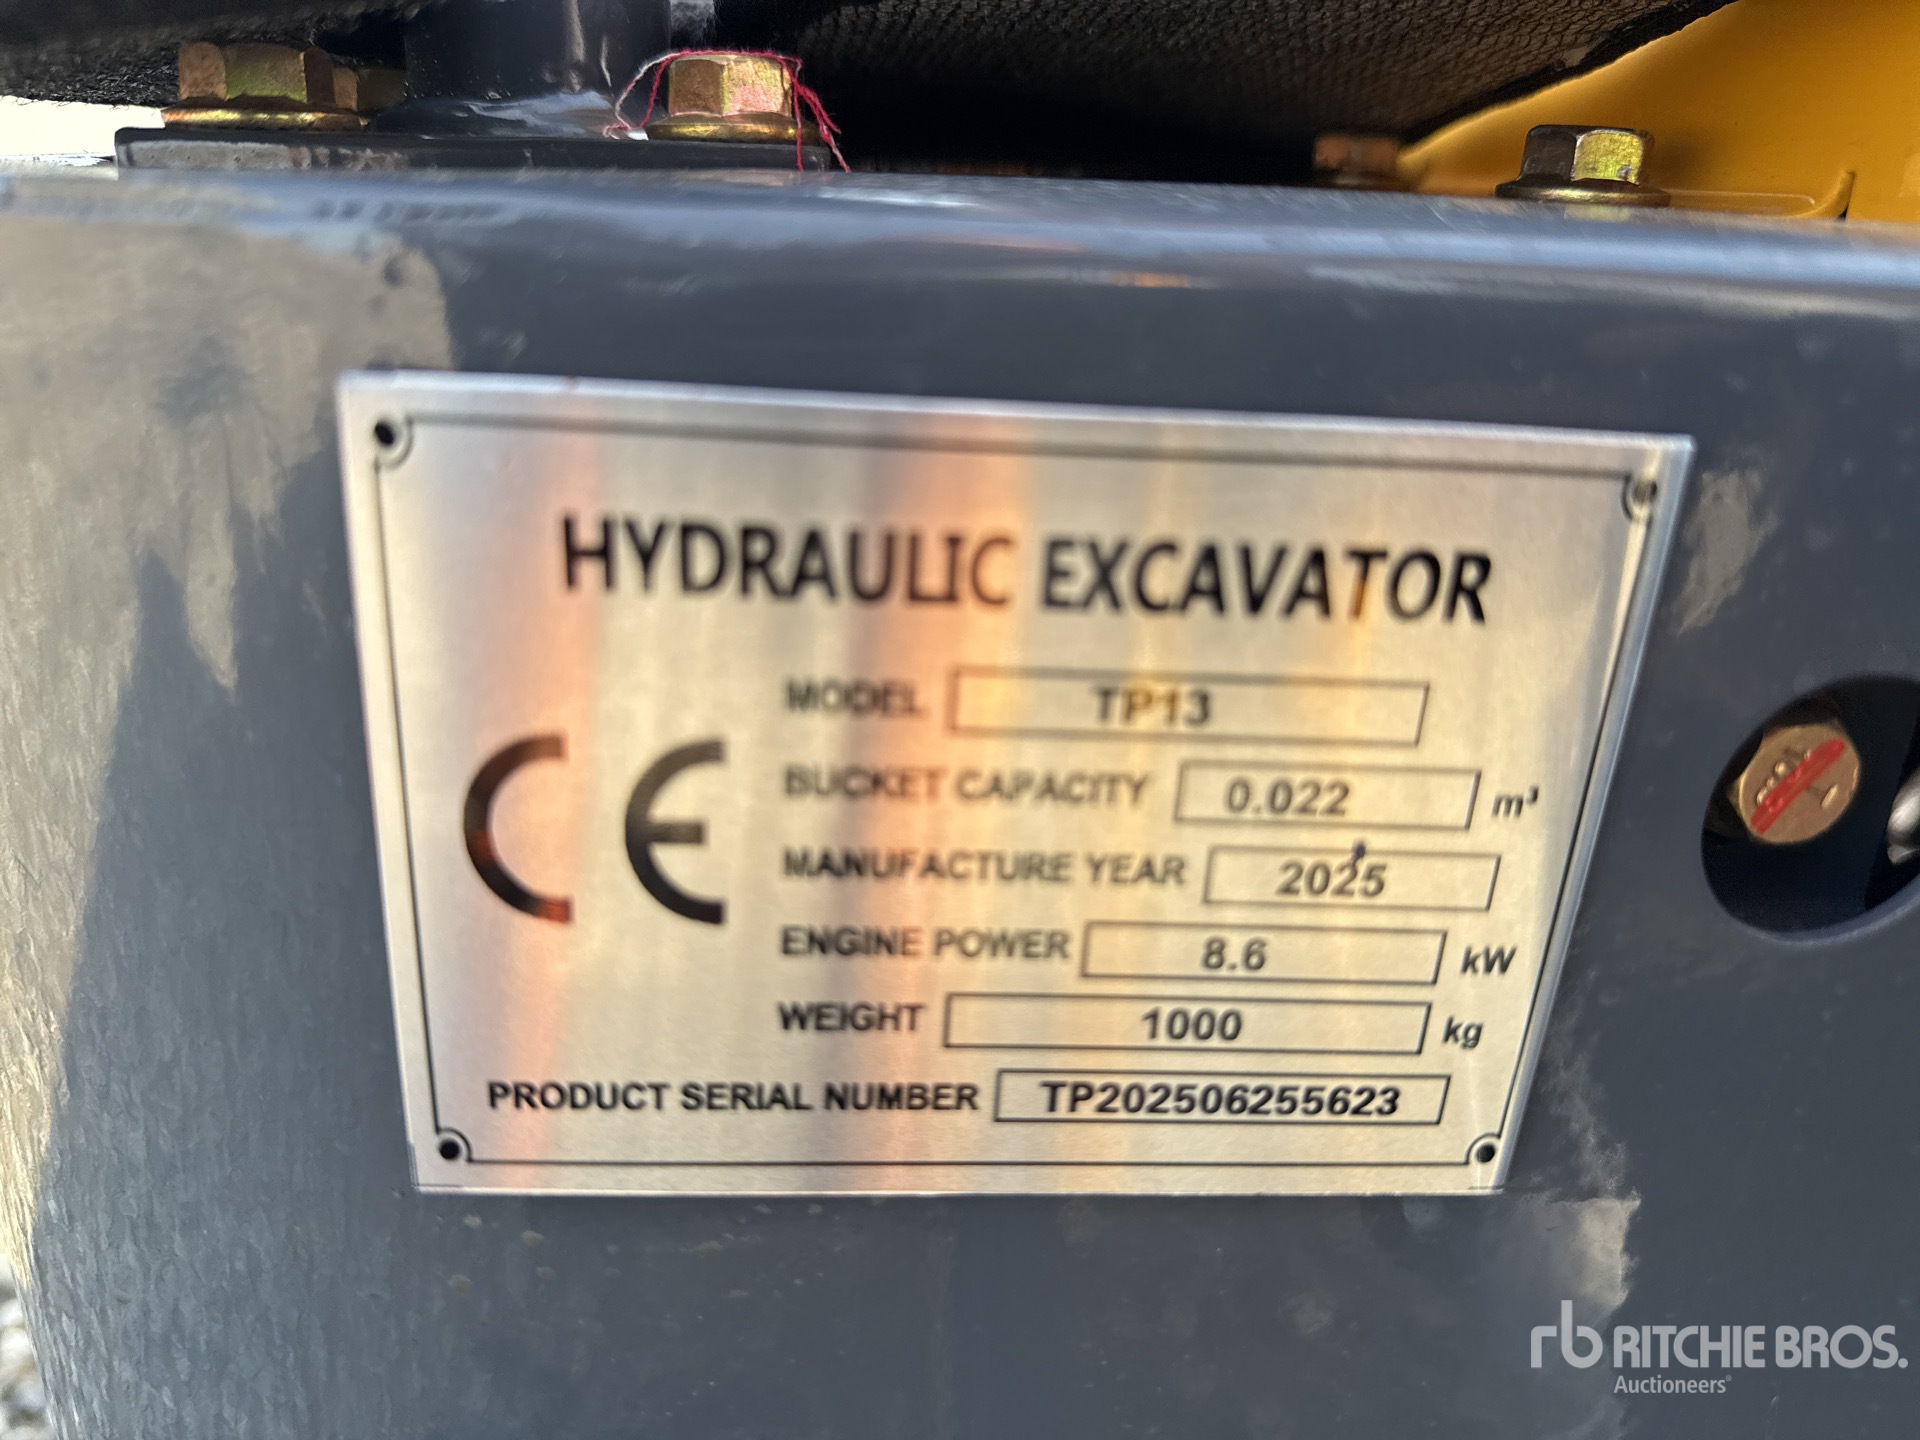 HYDRAULIC EXCAVATOR
MODEL TP13
BUCKET CAPACITY 0.022 m³
CE
MANUFACTURE YEAR 2025
ENGINE POWER 8.6 kW
WEIGHT 1000 kg
PRODUCT SERIAL NUMBER TP202506255623
rb RITCHIE BROS.
Auctioneers®